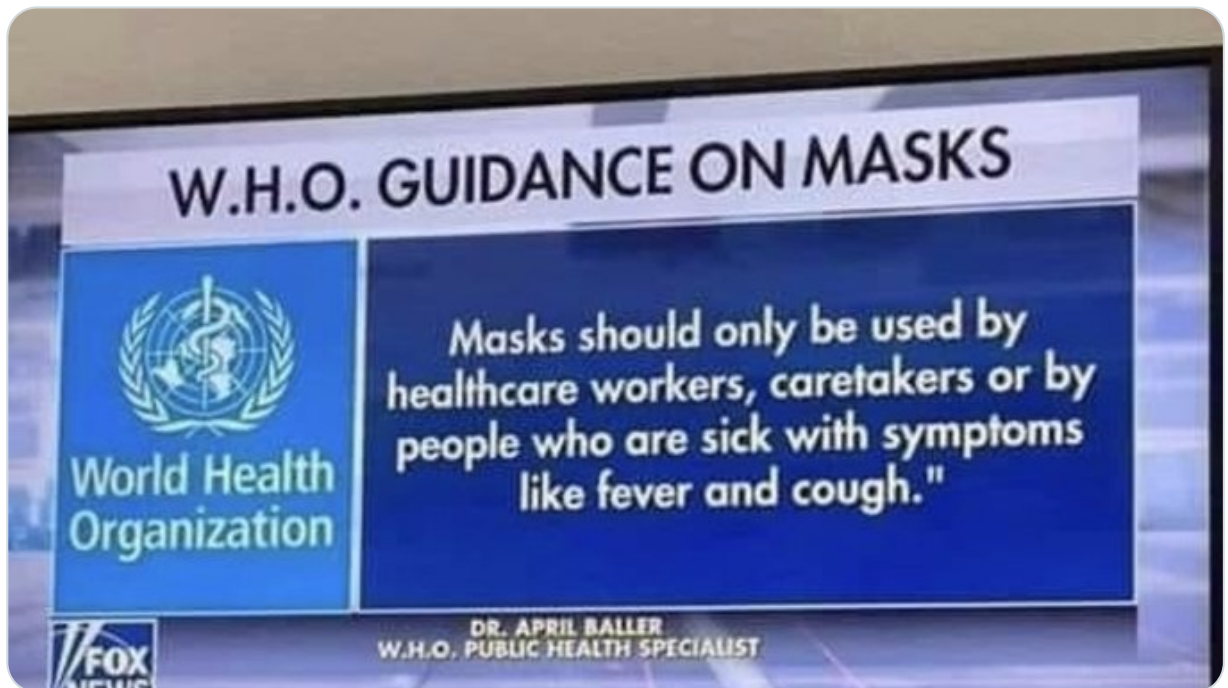 W.H.O. GUIDANCE ON MASKS
World Health
Organization
Masks should only be used by
healthcare workers, caretakers or by
people who are sick with symptoms
like fever and cough."
DR. APRIL BALLER
W.H.O. PUBLIC HEALTH SPECIALIST
FOX
NEWS